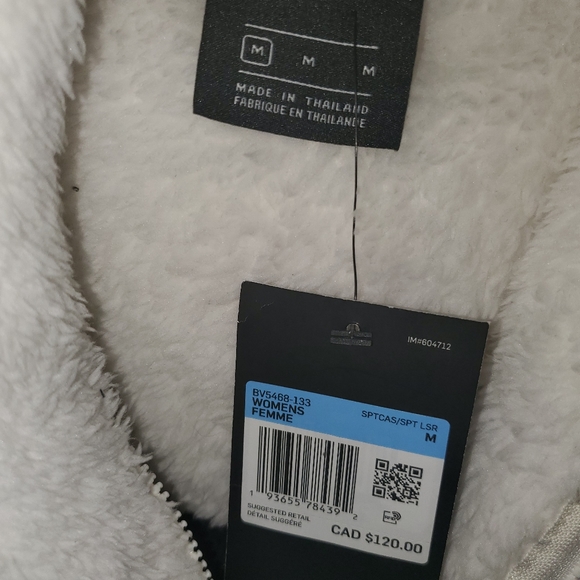 M M M
MADE IN THAILAND
FABRIQUE EN THAILANDE
IM#604712
BV5468-133
WOMENS
FEMME
SPTCAS/SPT LSR
M
1 93655 78439 2
SUGGESTED RETAIL
DÉTAIL SUGGÉRÉ
CAD $120.00